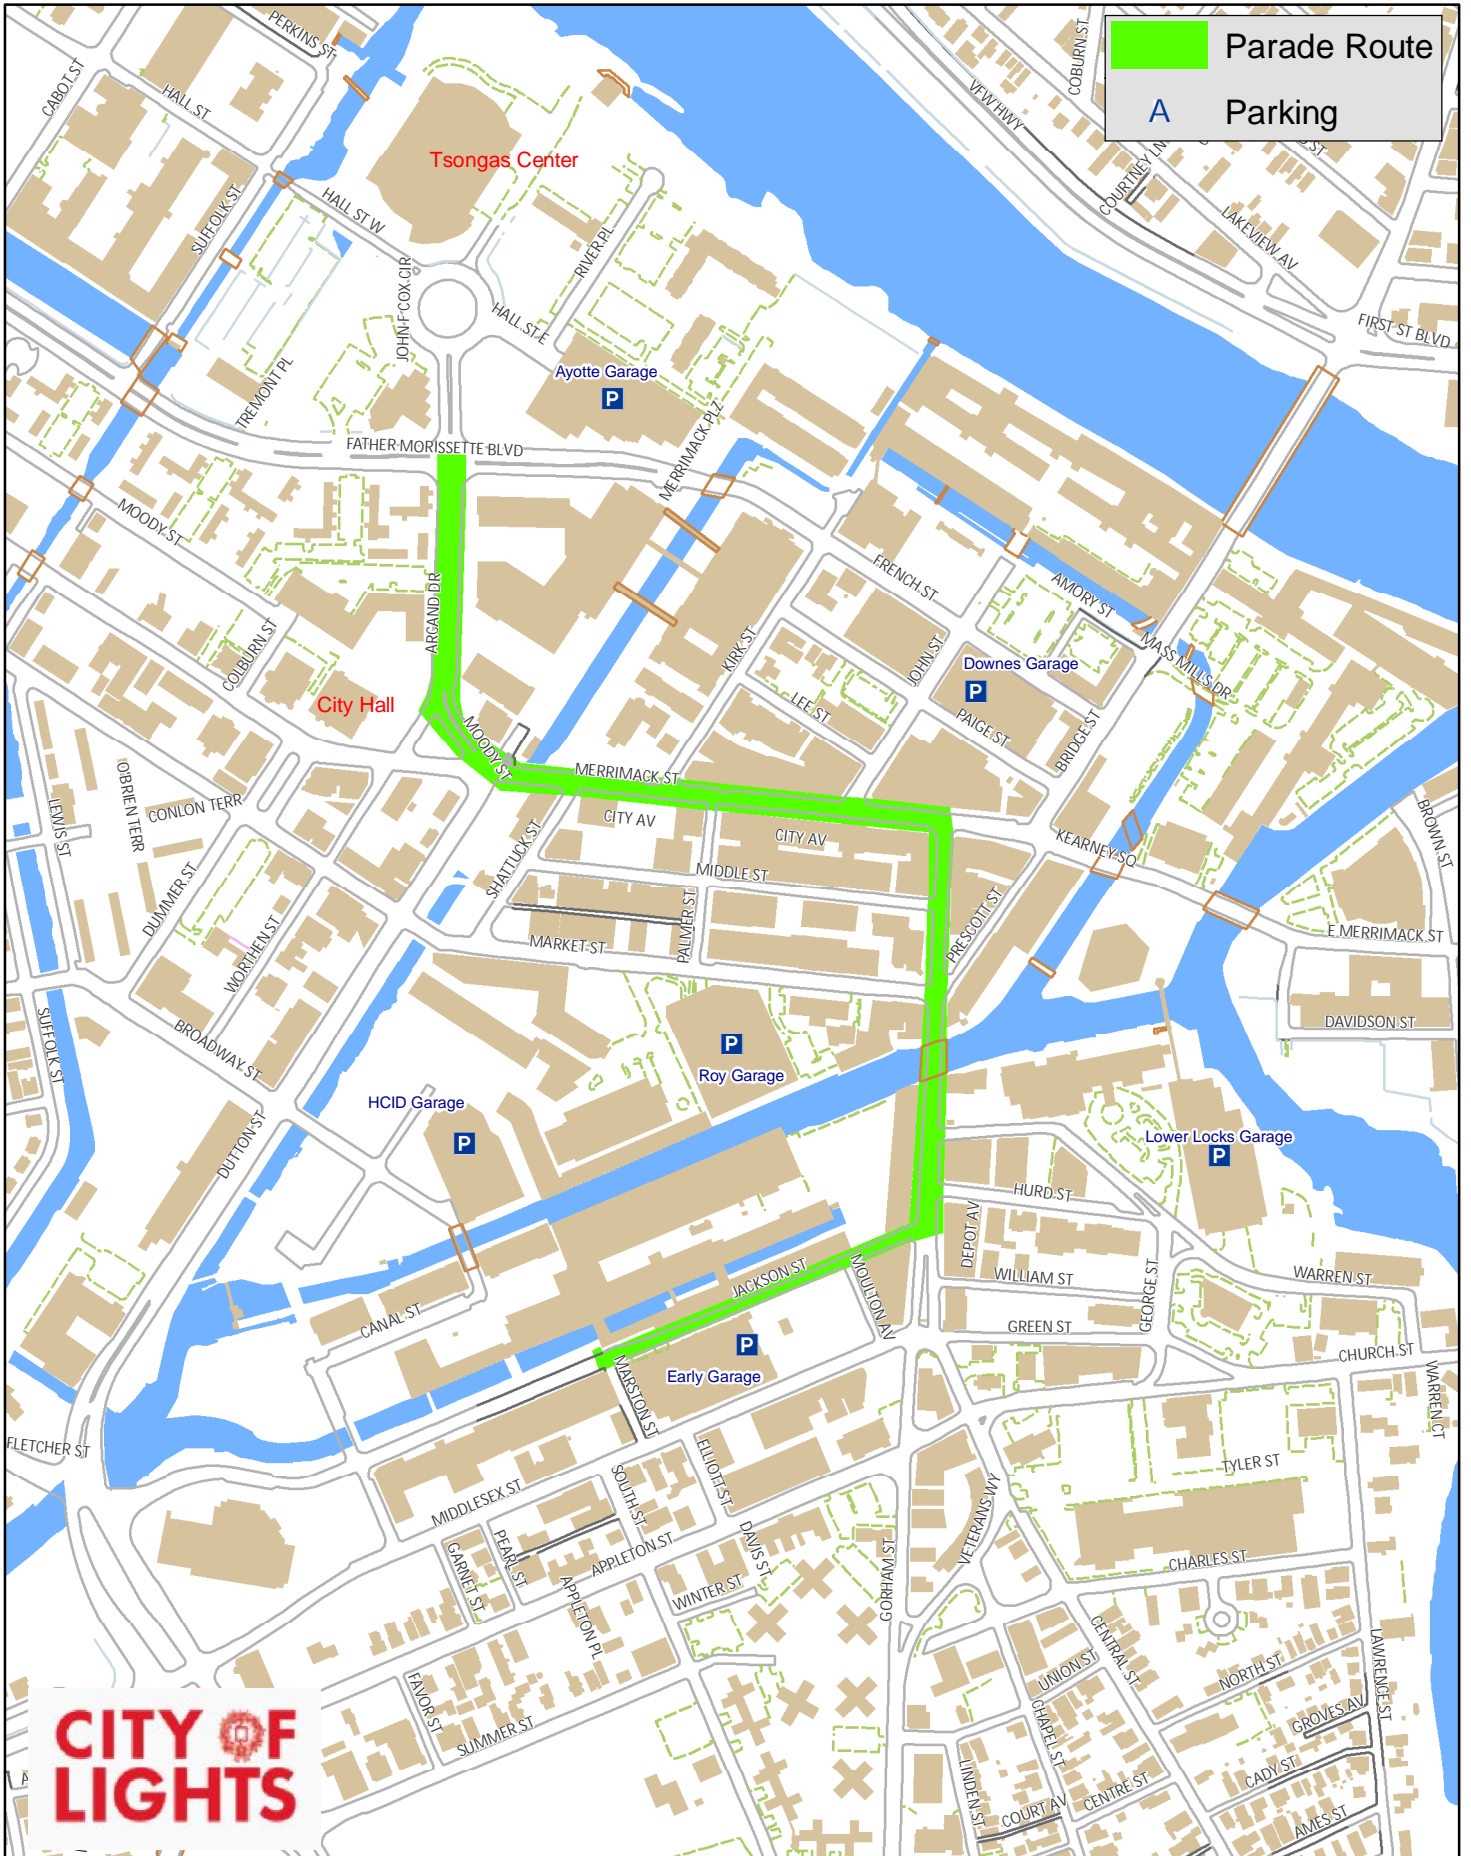 Parade Route
A Parking
PERKINS ST
COBURN ST
CABOT ST
HALL ST
VFW HWY
Tsongas Center
COURTNEY LN
SUFFOLK ST
HALL ST W
LAKEVIEW AV
RIVER PL
JOHN F COX CIR
HALL ST E
FIRST ST BLVD
TREMONT PL
Ayotte Garage
P
MERRIMACK PLZ
FATHER MORISSETTE BLVD
MOODY ST
FRENCH ST
AMORY ST
ARCAND DR
COLBURN ST
KIRK ST
JOHN ST
MASS MILLS DR
Downes Garage
P
City Hall
LEE ST
PAIGE ST
BRIDGE ST
MOODY ST
MERRIMACK ST
O'BRIEN TERR
CONLON TERR
LEWIS ST
CITY AV
CITY AV
KEARNEY SQ
BROWN ST
SHATTUCK ST
MIDDLE ST
DUMMER ST
WORTHEN ST
PALMER ST
PRESCOTT ST
MARKET ST
E MERRIMACK ST
SUFFOLK ST
BROADWAY ST
DAVIDSON ST
P
Roy Garage
HCID Garage
P
DUTTON ST
Lower Locks Garage
P
HURD ST
DEPOT AV
JACKSON ST
MOULTON AV
WILLIAM ST
GEORGE ST
WARREN ST
CANAL ST
GREEN ST
P
Early Garage
CHURCH ST
MARSTON ST
WARREN CT
FLETCHER ST
ELLIOTT ST
TYLER ST
MIDDLESEX ST
SOUTH ST
VETERANS WY
GARNET ST
PEARL ST
APPLETON ST
DAVIS ST
GORHAM ST
CHARLES ST
WINTER ST
APPLETON PL
CENTRAL ST
LAWRENCE ST
UNION ST
NORTH ST
FAVOR ST
CHAPEL ST
GROVES AV
SUMMER ST
LINDEN ST
CADY ST
CENTRE ST
COURT AV
AMES ST
CITY OF
LIGHTS